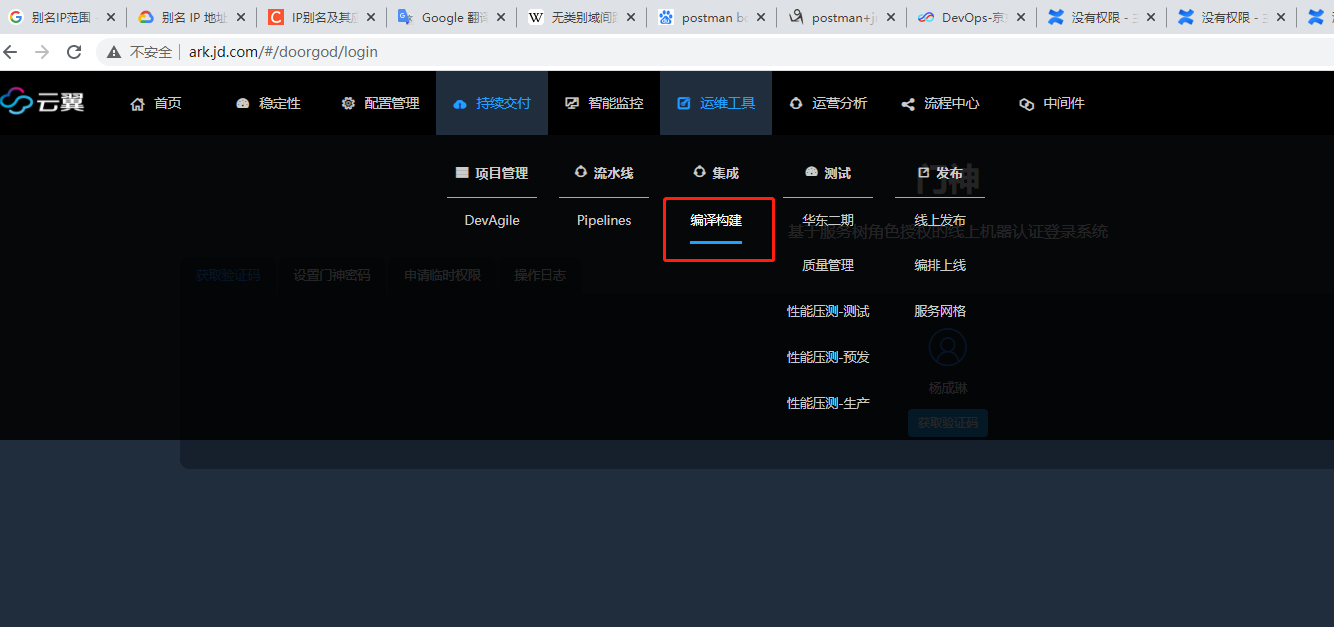 别名IP范围
别名 IP 地址
IP别名及其应
Google 翻译
无类别域间路
postman bo
postman+j
DevOps-京
没有权限 - 主
没有权限 -
不安全
ark.jd.com/#/doorgod/login
云翼
首页
稳定性
配置管理
持续交付
智能监控
运维工具
运营分析
流程中心
中间件
项目管理
流水线
集成
测试
发布
门神
DevAgile
Pipelines
编译构建
华东二期
线上发布
基于服务树角色授权的线上机器认证登录系统
质量管理
编排上线
获取验证码
设置门神密码
申请临时权限
操作日志
性能压测-测试
服务网格
性能压测-预发
杨成琳
性能压测-生产
获取验证码